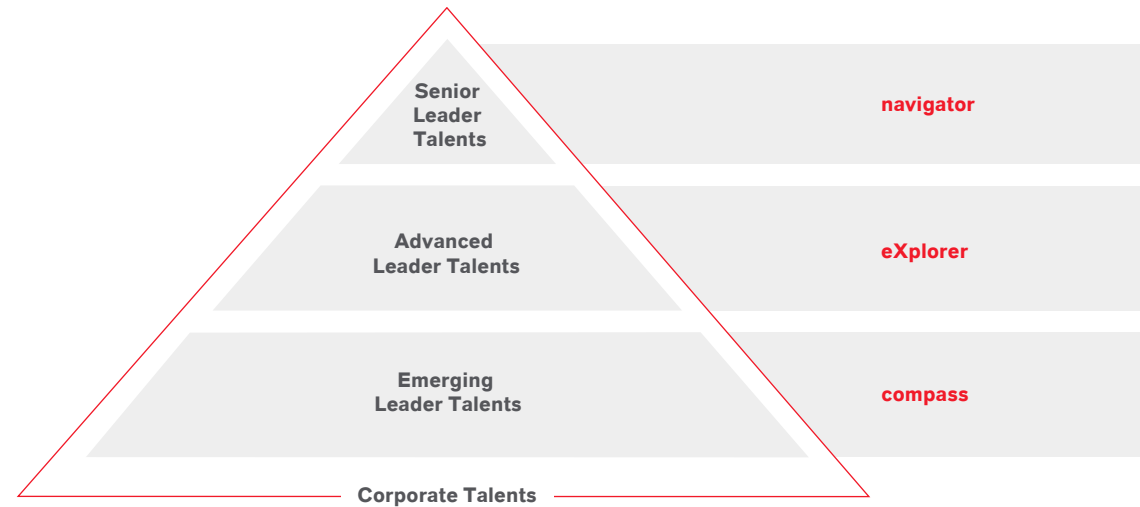 Senior
Leader
Talents
navigator
Advanced
Leader Talents
eXplorer
Emerging
Leader Talents
compass
Corporate Talents